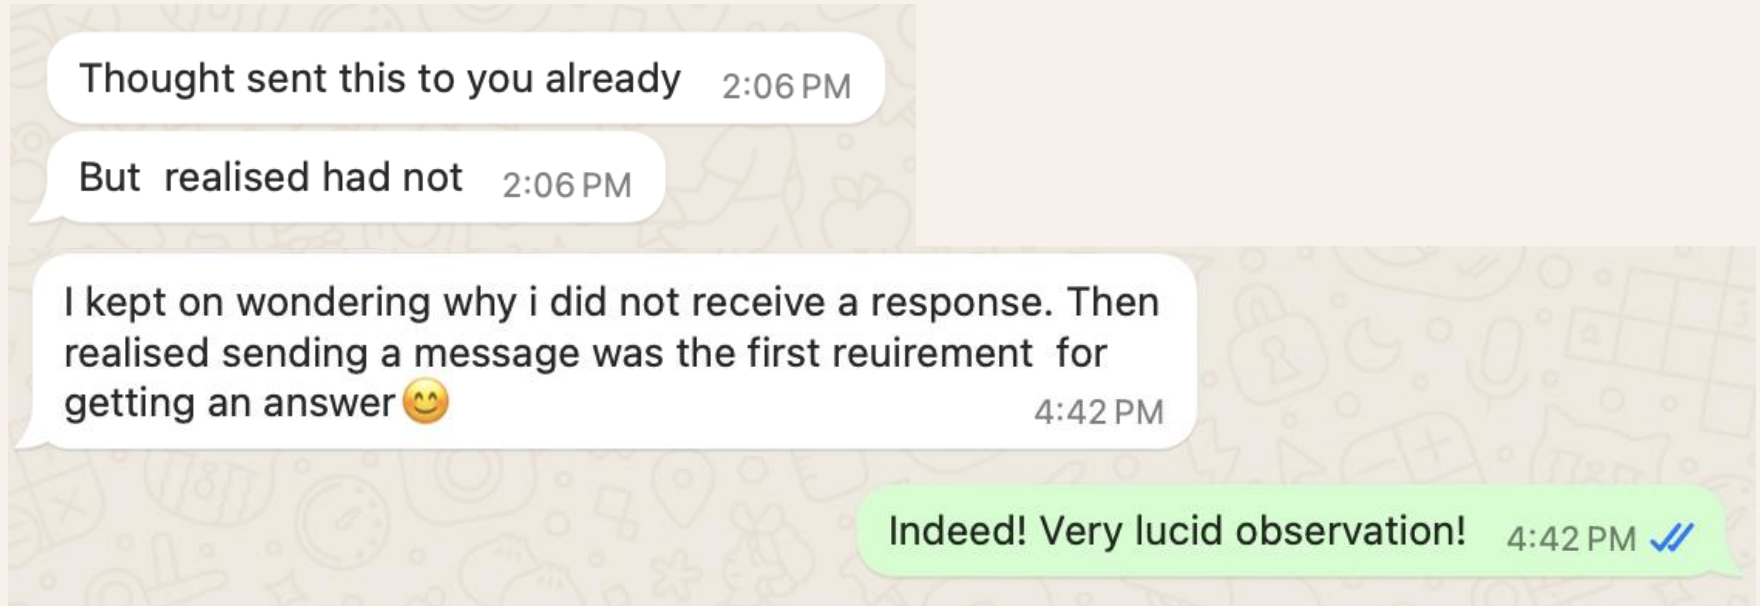 Thought sent this to you already 2:06 PM
But  realised had not 2:06 PM
I kept on wondering why i did not receive a response. Then
realised sending a message was the first reuirement  for
getting an answer😊 4:42 PM
Indeed! Very lucid observation! 4:42 PM